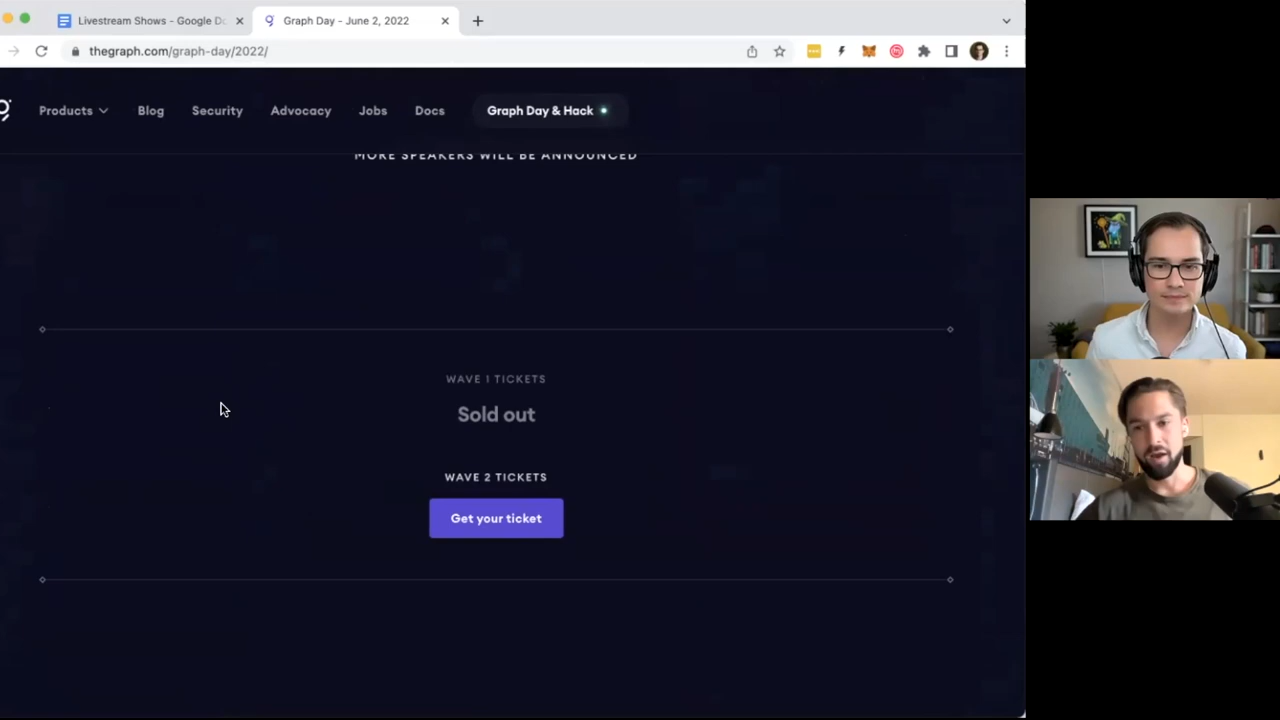 Livestream Shows - Google Do
Graph Day - June 2, 2022
thegraph.com/graph-day/2022/
Products
Blog
Security
Advocacy
Jobs
Docs
Graph Day & Hack
MORE SPEAKERS WILL BE ANNOUNCED
WAVE 1 TICKETS
Sold out
WAVE 2 TICKETS
Get your ticket